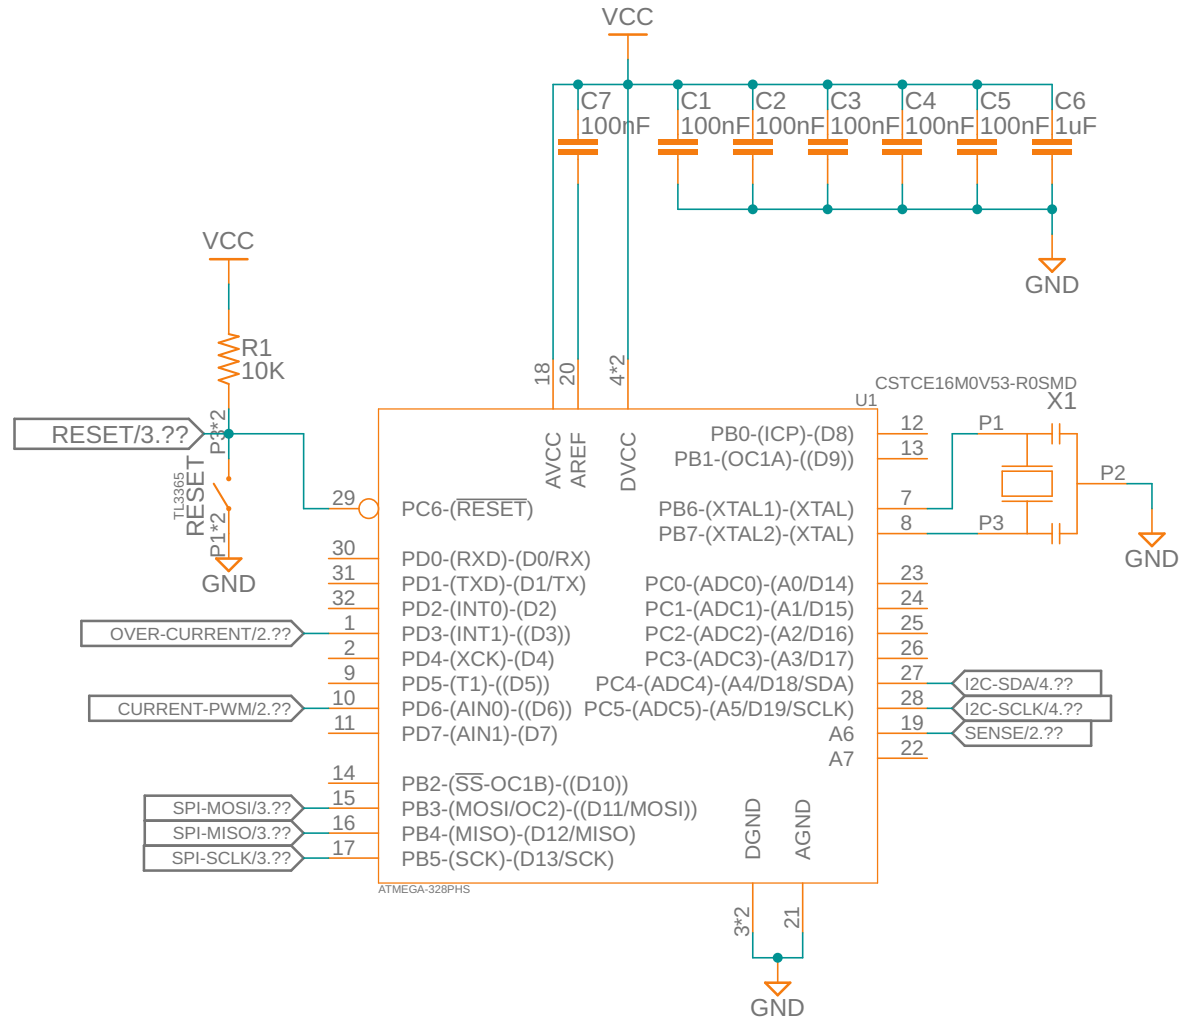 VCC
C7
100nF
C1
100nF
C2
100nF
C3
100nF
C4
100nF
C5
100nF
C6
1uF
GND
VCC
R1
10K
RESET/3.??
P3*2
TL3365
RESET
P1*2
GND
18
20
4*2
AVCC
AREF
DVCC
U1
CSTCE16M0V53-R0SMD
X1
P1
P2
P3
GND
29 PC6-(RESET)
30 PD0-(RXD)-(D0/RX)
31 PD1-(TXD)-(D1/TX)
32 PD2-(INT0)-(D2)
OVER-CURRENT/2.?? 1 PD3-(INT1)-((D3))
2 PD4-(XCK)-(D4)
9 PD5-(T1)-((D5))
CURRENT-PWM/2.?? 10 PD6-(AIN0)-((D6))
11 PD7-(AIN1)-(D7)
14 PB2-(SS-OC1B)-((D10))
SPI-MOSI/3.?? 15 PB3-(MOSI/OC2)-((D11/MOSI))
SPI-MISO/3.?? 16 PB4-(MISO)-(D12/MISO)
SPI-SCLK/3.?? 17 PB5-(SCK)-(D13/SCK)
PB0-(ICP)-(D8) 12
PB1-(OC1A)-((D9)) 13
PB6-(XTAL1)-(XTAL) 7
PB7-(XTAL2)-(XTAL) 8
PC0-(ADC0)-(A0/D14) 23
PC1-(ADC1)-(A1/D15) 24
PC2-(ADC2)-(A2/D16) 25
PC3-(ADC3)-(A3/D17) 26
PC4-(ADC4)-(A4/D18/SDA) 27 I2C-SDA/4.??
PC5-(ADC5)-(A5/D19/SCLK) 28 I2C-SCLK/4.??
A6 19 SENSE/2.??
A7 22
DGND
AGND
ATMEGA-328PHS
3*2
21
GND